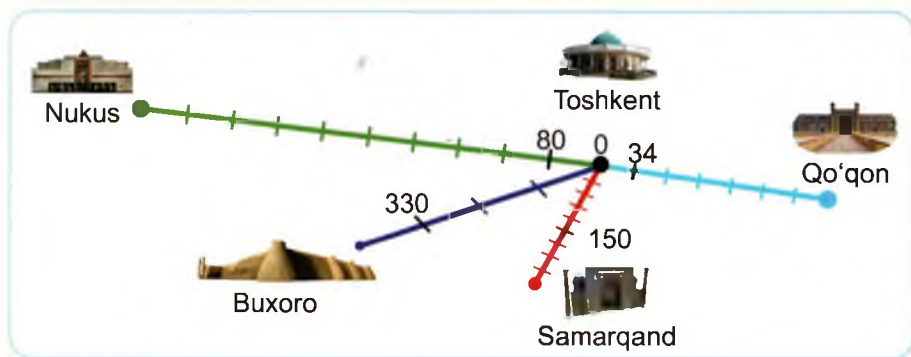 Nukus
Toshkent
Qo‘qon
80
0
34
330
150
Buxoro
Samarqand